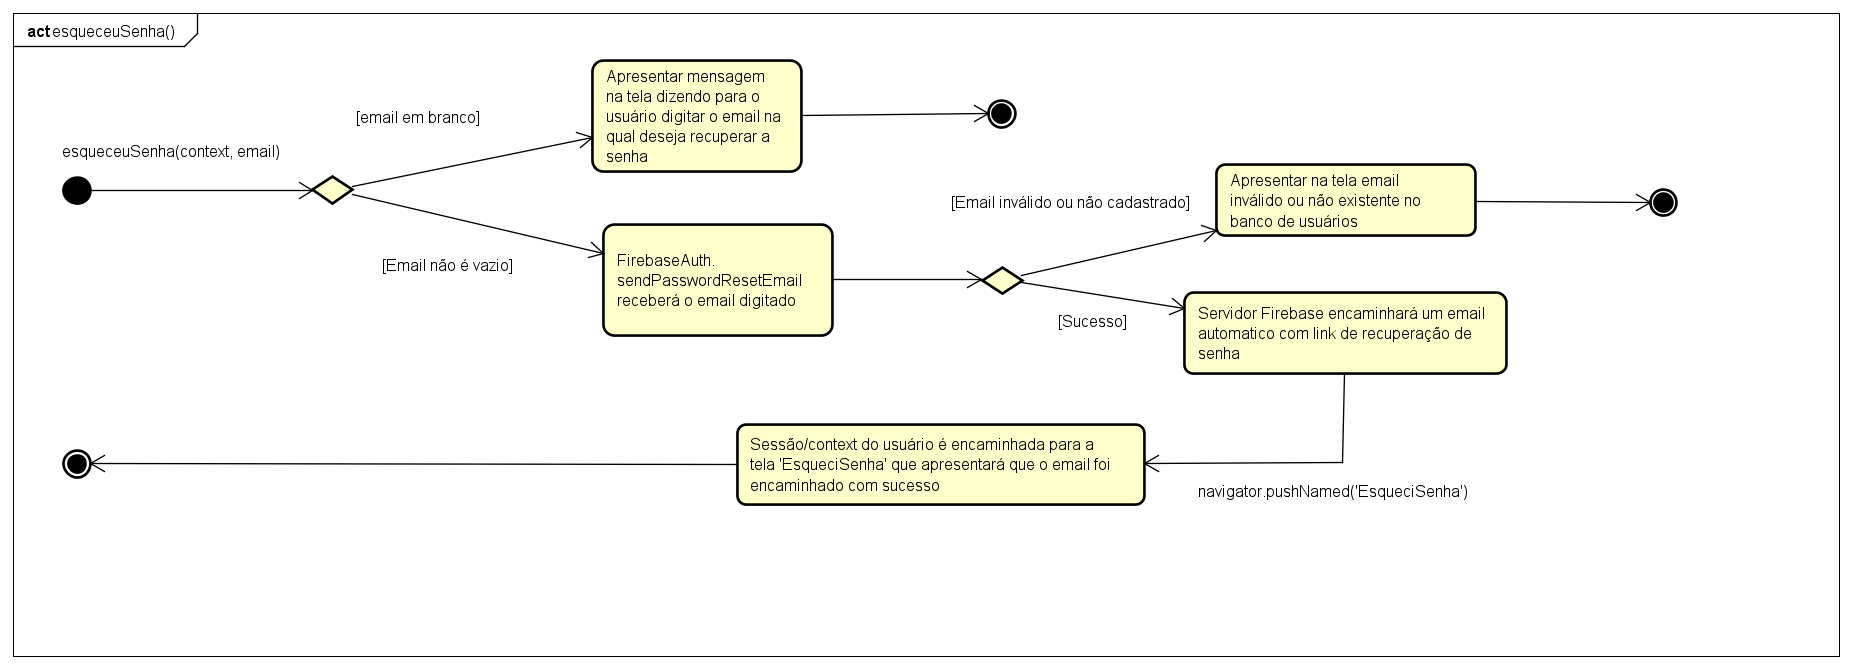 act esqueceuSenha()
Apresentar mensagem
na tela dizendo para o
usuário digitar o email na
qual deseja recuperar a
senha
[email em branco]
esqueceuSenha(context, email)
[Email não é vazio]
FirebaseAuth.
sendPasswordResetEmail
receberá o email digitado
[Email inválido ou não cadastrado]
Apresentar na tela email
inválido ou não existente no
banco de usuários
[Sucesso]
Servidor Firebase encaminhará um email
automatico com link de recuperação de
senha
Sessão/context do usuário é encaminhada para a
tela 'EsqueciSenha' que apresentará que o email foi
encaminhado com sucesso
navigator.pushNamed('EsqueciSenha')